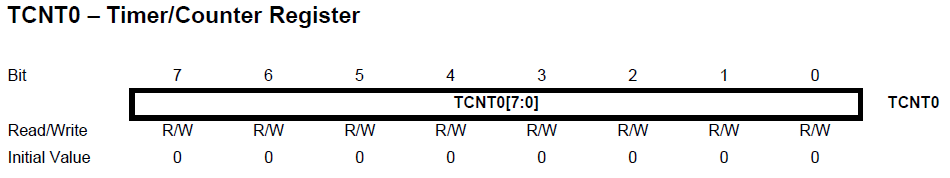 TCNT0 – Timer/Counter Register
Bit 7 6 5 4 3 2 1 0
TCNT0[7:0] TCNT0
Read/Write R/W R/W R/W R/W R/W R/W R/W R/W
Initial Value 0 0 0 0 0 0 0 0